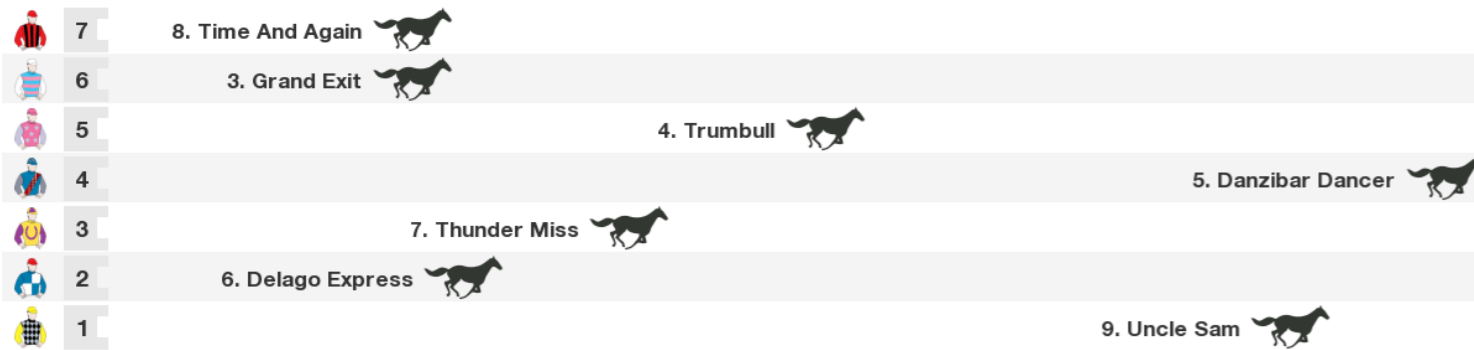 7 8. Time And Again
6 3. Grand Exit
5 4. Trumbull
4 5. Danzibar Dancer
3 7. Thunder Miss
2 6. Delago Express
1 9. Uncle Sam